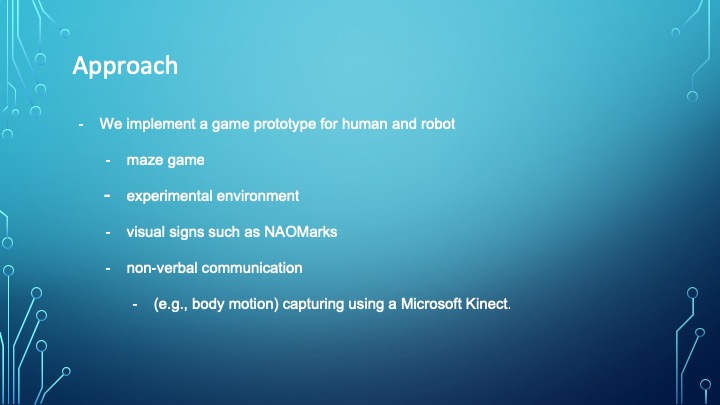 Approach
- We implement a game prototype for human and robot
- maze game
- experimental environment
- visual signs such as NAOMarks
- non-verbal communication
- (e.g., body motion) capturing using a Microsoft Kinect.